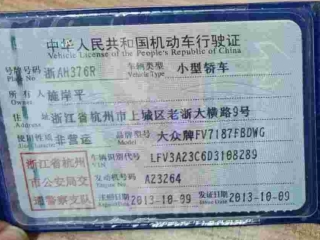 中华人民共和国机动车行驶证
Vehicle License of the People's Republic of China
号牌号码 浙AH376R 车辆类型 小型轿车
Plate No. Vehicle Type
所有人 施岸平
Owner
住址 浙江省杭州市上城区老浙大横路9号
Address
使用性质 非营运 品牌型号 大众牌FV7187FBDWG
浙江省杭州 车辆识别代号 LFV3A23C6D3108289
市公安局交 发动机号码 A23264
通警察支队 注册日期 2013-10-09 发证日期 2013-10-09